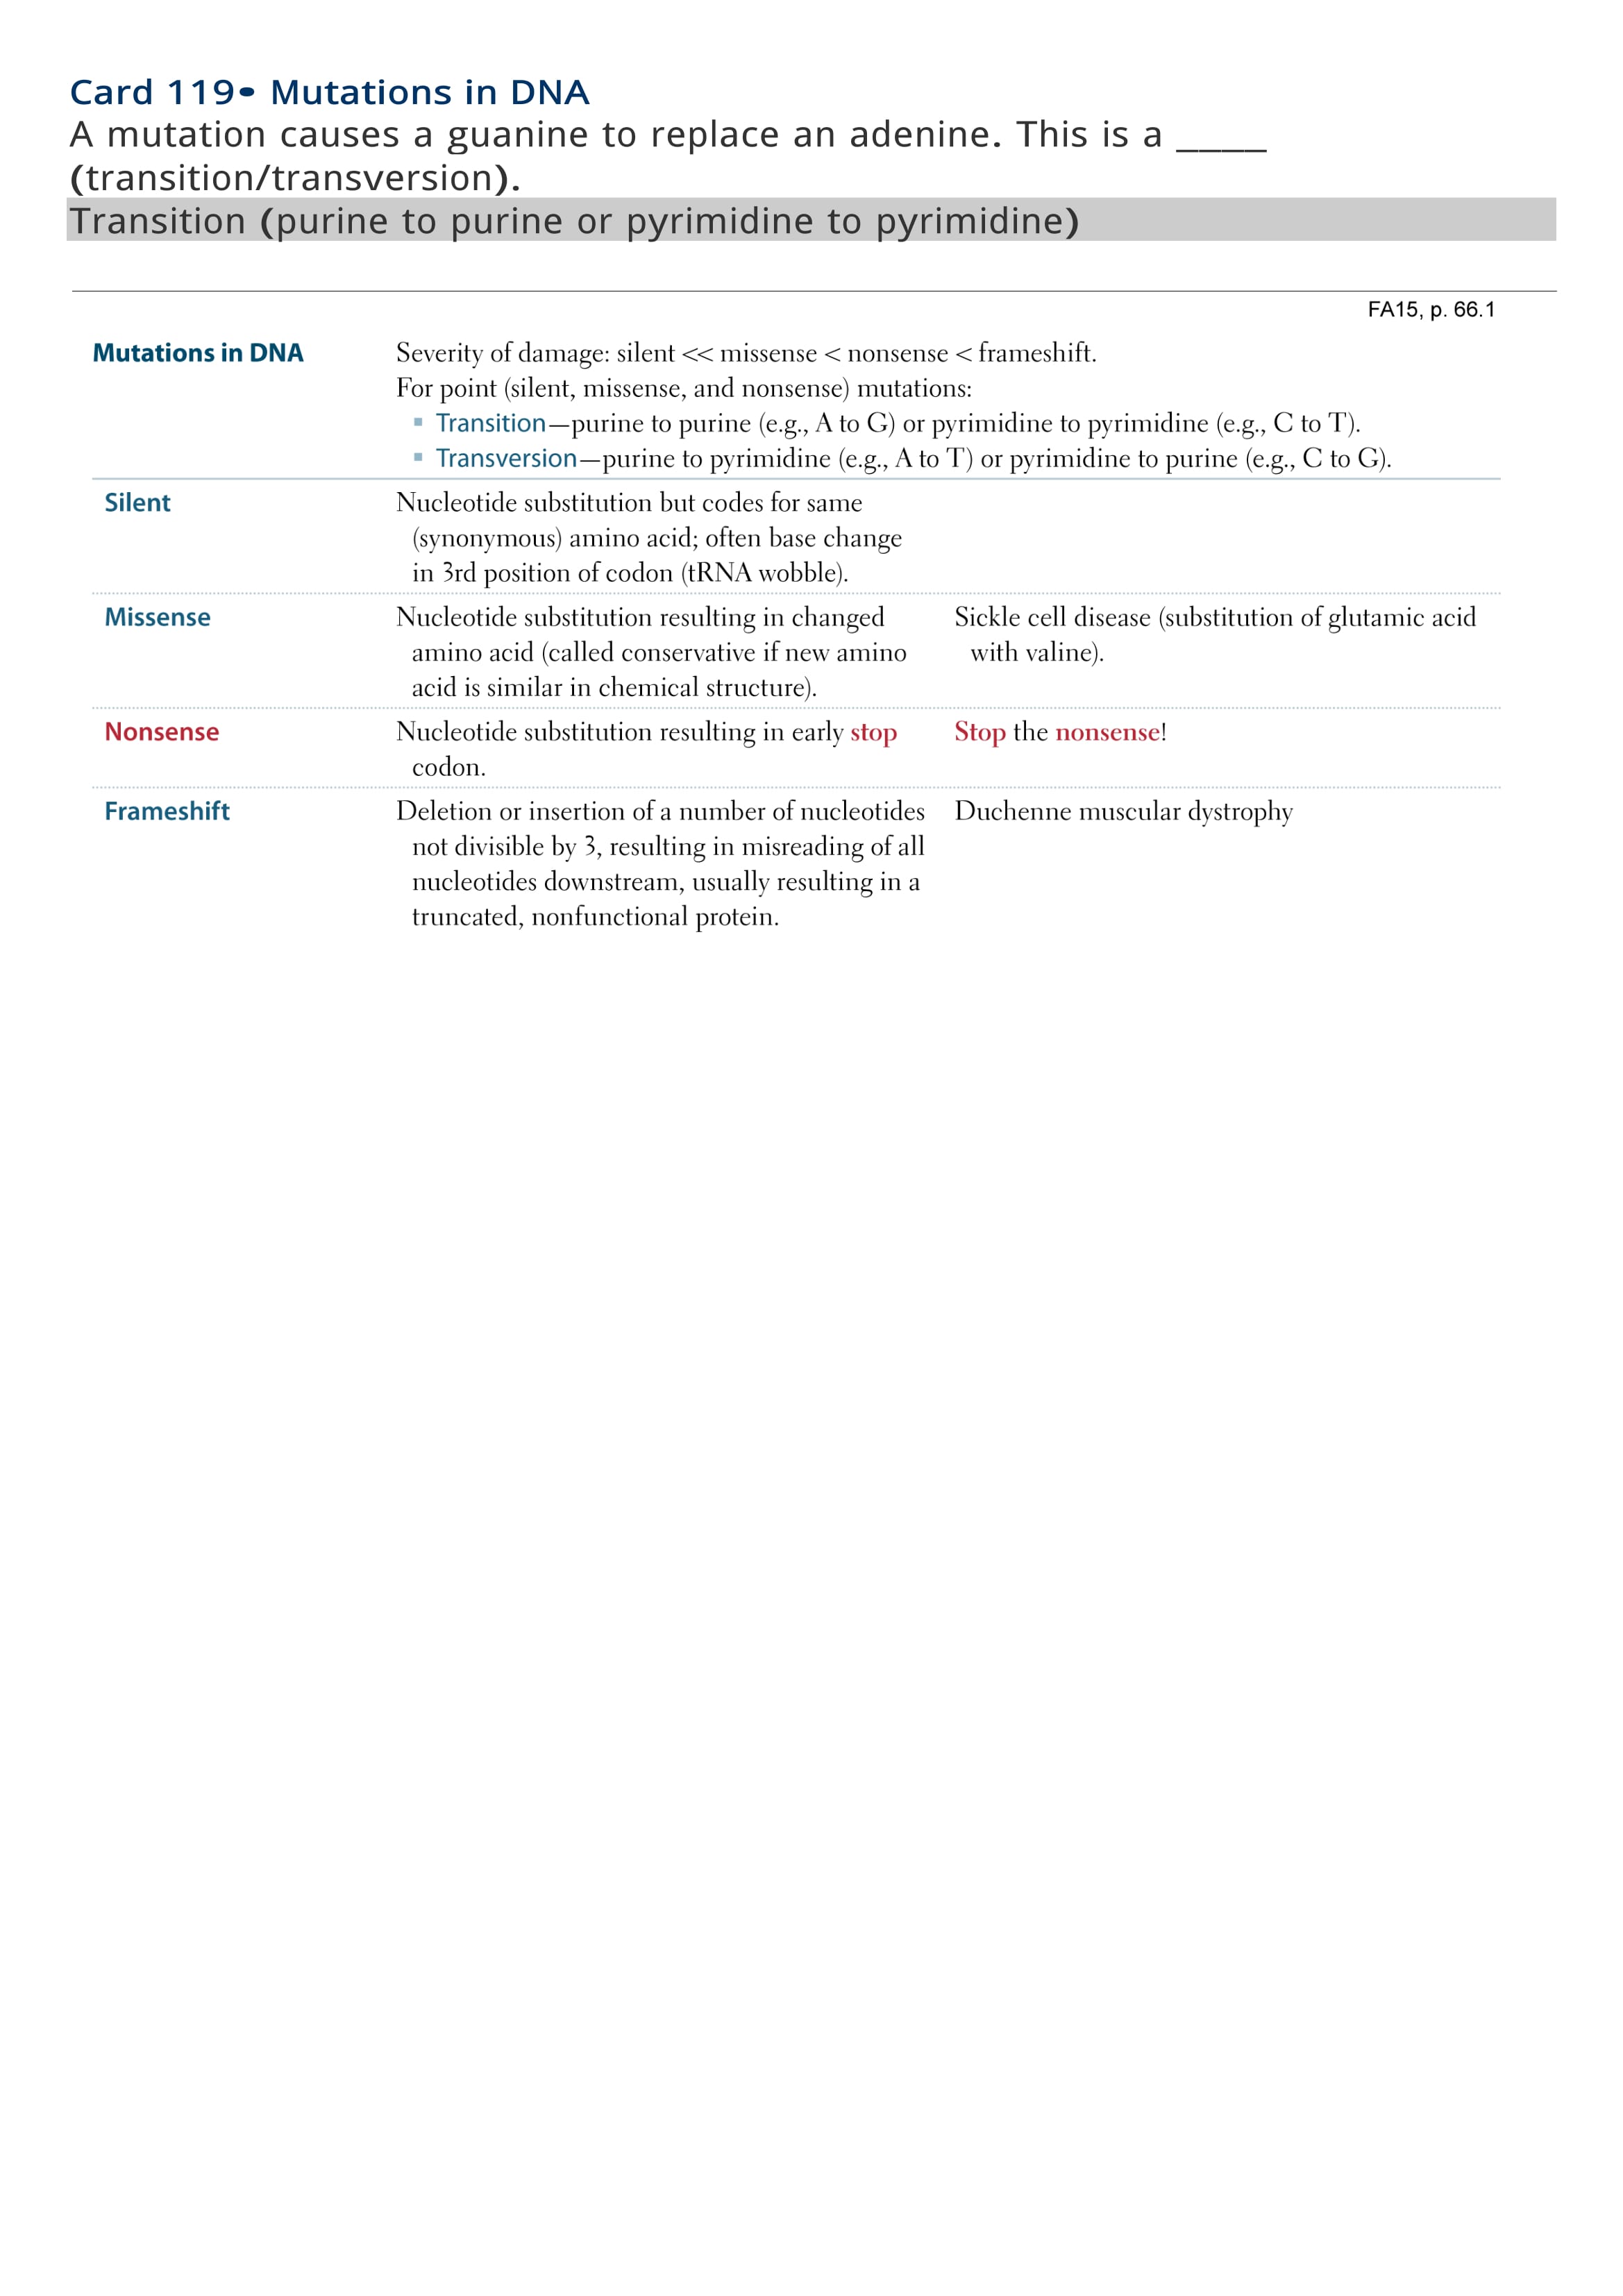 Card 119• Mutations in DNA
A mutation causes a guanine to replace an adenine. This is a ____
(transition/transversion).
Transition (purine to purine or pyrimidine to pyrimidine)
FA15, p. 66.1
Mutations in DNA
Severity of damage: silent << missense < nonsense < frameshift.
For point (silent, missense, and nonsense) mutations:
▪ Transition—purine to purine (e.g., A to G) or pyrimidine to pyrimidine (e.g., C to T).
▪ Transversion—purine to pyrimidine (e.g., A to T) or pyrimidine to purine (e.g., C to G).
Silent
Nucleotide substitution but codes for same
(synonymous) amino acid; often base change
in 3rd position of codon (tRNA wobble).
Missense
Nucleotide substitution resulting in changed
amino acid (called conservative if new amino
acid is similar in chemical structure).
Sickle cell disease (substitution of glutamic acid
with valine).
Nonsense
Nucleotide substitution resulting in early stop
codon.
Stop the nonsense!
Frameshift
Deletion or insertion of a number of nucleotides
not divisible by 3, resulting in misreading of all
nucleotides downstream, usually resulting in a
truncated, nonfunctional protein.
Duchenne muscular dystrophy